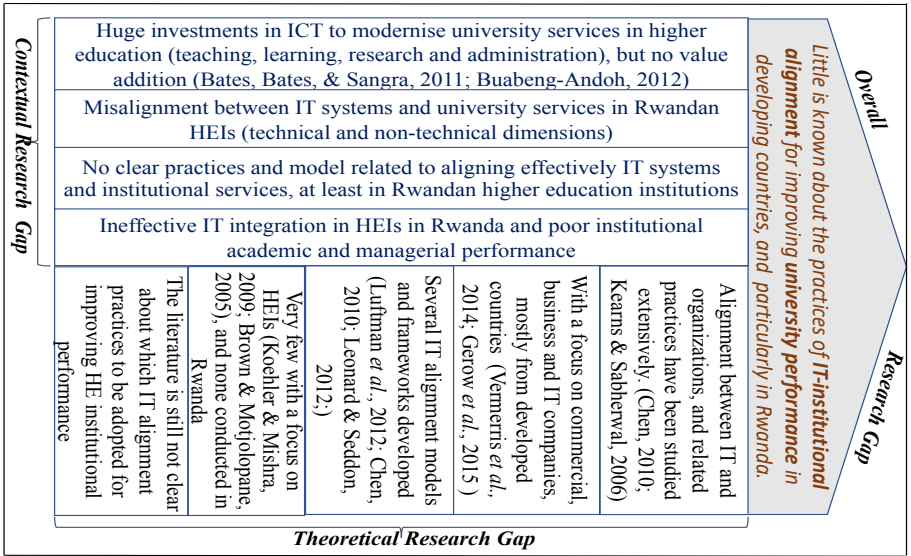 Contextual Research Gap
Huge investments in ICT to modernise university services in higher
education (teaching, learning, research and administration), but no value
addition (Bates, Bates, & Sangra, 2011; Buabeng-Andoh, 2012)
Misalignment between IT systems and university services in Rwandan
HEIs (technical and non-technical dimensions)
No clear practices and model related to aligning effectively IT systems
and institutional services, at least in Rwandan higher education institutions
Ineffective IT integration in HEIs in Rwanda and poor institutional
academic and managerial performance
The literature is still not clear
about which IT alignment
practices to be adopted for
improving HE institutional
performance
Very few with a focus on
HEIs (Koehler & Mishra,
2009; Brown & Motjolopane,
2005), and none conducted in
Rwanda
Several IT alignment models
and frameworks developed
(Luftman et al., 2012; Chen,
2010; Leonard & Seddon,
2012;)
With a focus on commercial,
business and IT companies,
mostly from developed
countries (Vermerris et al.,
2014; Gerow et al., 2015 )
Alignment between IT and
organizations, and related
practices have been studied
extensively. (Chen, 2010;
Kearns & Sabherwal, 2006)
Theoretical Research Gap
Overall
Research Gap
Little is known about the practices of IT-institutional
alignment for improving university performance in
developing countries, and particularly in Rwanda.